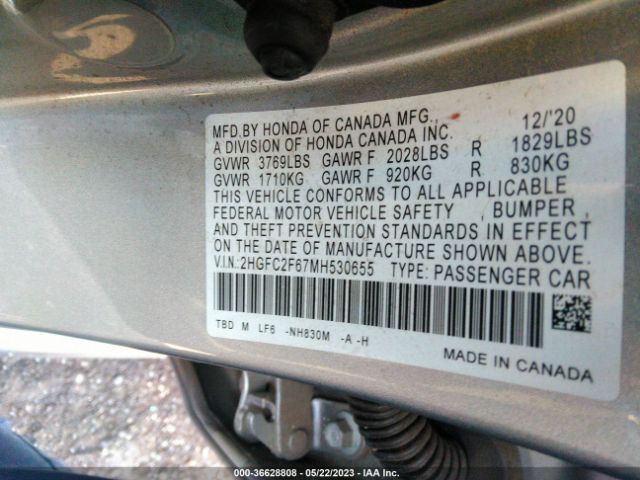 MFD.BY HONDA OF CANADA MFG., 12/'20
A DIVISION OF HONDA CANADA INC.
GVWR 3769LBS GAWR F 2028LBS R 1829LBS
GVWR 1710KG GAWR F 920KG R 830KG
THIS VEHICLE CONFORMS TO ALL APPLICABLE
FEDERAL MOTOR VEHICLE SAFETY , BUMPER ,
AND THEFT PREVENTION STANDARDS IN EFFECT
ON THE DATE OF MANUFACTURE SHOWN ABOVE.
V.I.N.:2HGFC2F67MH530655 TYPE: PASSENGER CAR
TBD M LF6 -NH830M -A -H
MADE IN CANADA
000-36628808 - 05/22/2023 - IAA Inc.